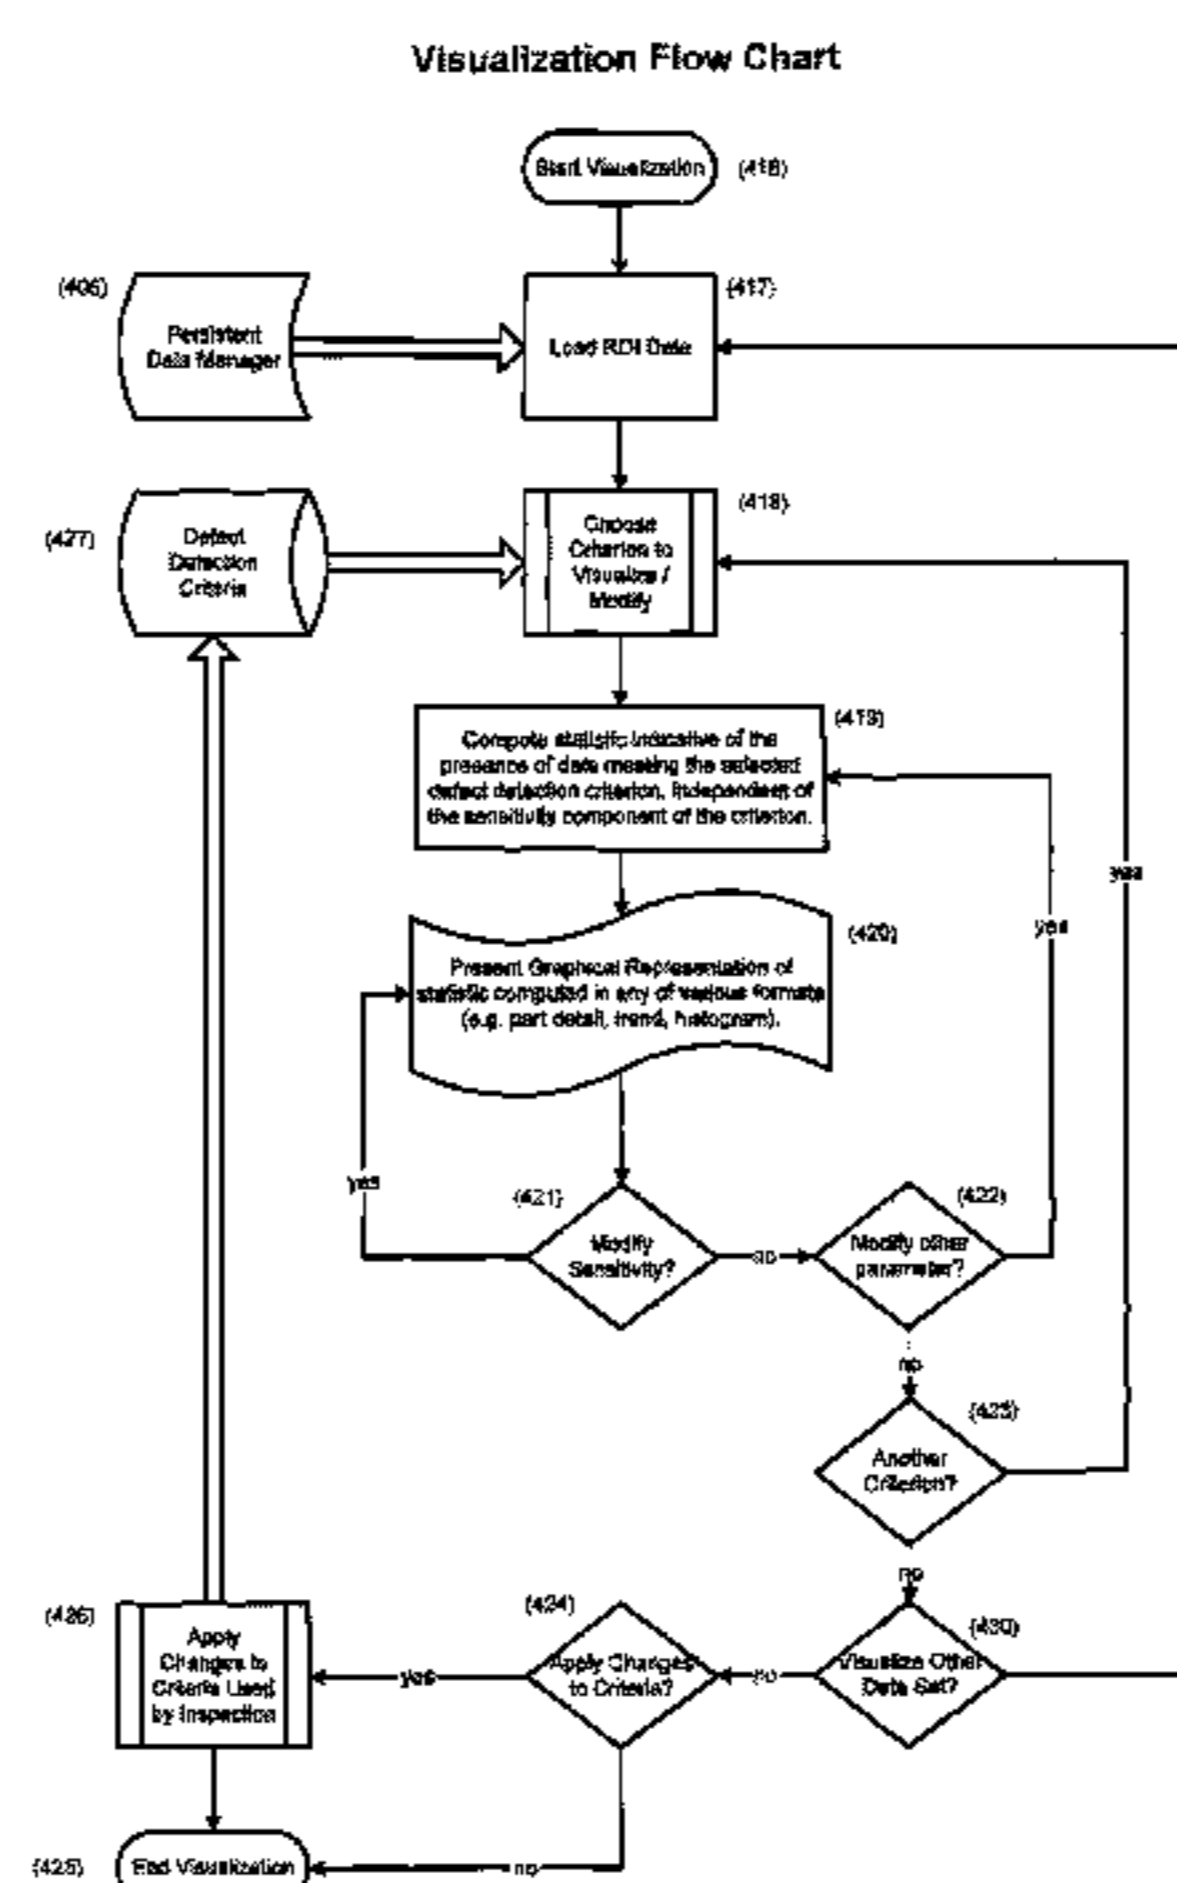 Visualization Flow Chart
Start Visualization
(416)
(406)
Persistent
Data Manager
(417)
Load ROI Data
(427)
Defect
Detection
Criteria
(418)
Choose
Criterion to
Visualize /
Modify
(419)
Compute statistic indicative of the
presence of data meeting the selected
defect detection criterion, independent of
the sensitivity component of the criterion.
yes
yes
(420)
Present Graphical Representation of
statistic computed in any of various formats
(e.g. part detail, trend, histogram).
yes
(421)
Modify
Sensitivity?
no
(422)
Modify other
parameter?
no
(423)
Another
Criterion?
no
(426)
Apply
Changes to
Criteria Used
by Inspection
yes
(424)
Apply Changes
to Criteria?
no
(430)
Visualize Other
Data Set?
(425)
End Visualization
no